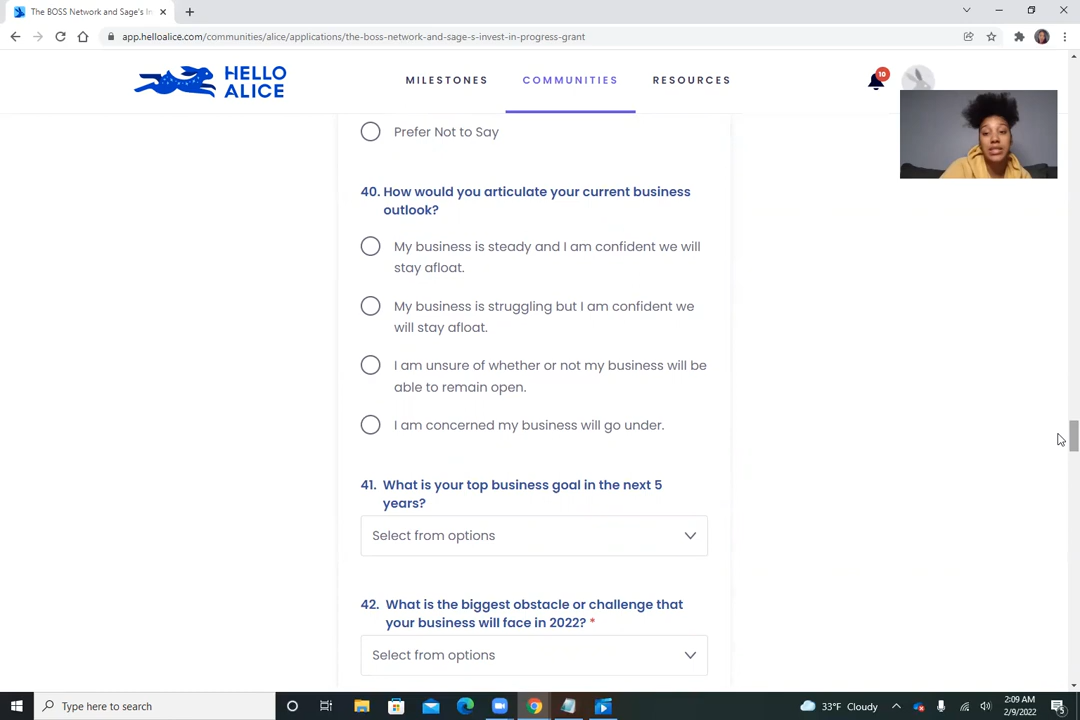 The BOSS Network and Sage's In
app.helloalice.com/communities/alice/applications/the-boss-network-and-sage-s-invest-in-progress-grant
HELLO
ALICE
MILESTONES
COMMUNITIES
RESOURCES
10
Prefer Not to Say
40. How would you articulate your current business
outlook?
My business is steady and I am confident we will
stay afloat.
My business is struggling but I am confident we
will stay afloat.
I am unsure of whether or not my business will be
able to remain open.
I am concerned my business will go under.
41. What is your top business goal in the next 5
years?
Select from options
42. What is the biggest obstacle or challenge that
your business will face in 2022? *
Select from options
Type here to search
33°F Cloudy
2:09 AM
2/9/2022
5